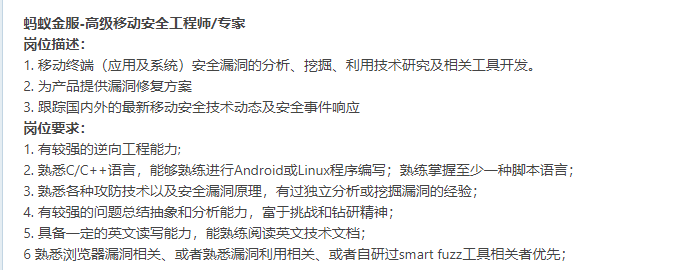 蚂蚁金服-高级移动安全工程师/专家
岗位描述：
1. 移动终端（应用及系统）安全漏洞的分析、挖掘、利用技术研究及相关工具开发。
2. 为产品提供漏洞修复方案
3. 跟踪国内外的最新移动安全技术动态及安全事件响应
岗位要求：
1. 有较强的逆向工程能力;
2. 熟悉C/C++语言，能够熟练进行Android或Linux程序编写；熟练掌握至少一种脚本语言；
3. 熟悉各种攻防技术以及安全漏洞原理，有过独立分析或挖掘漏洞的经验；
4. 有较强的问题总结抽象和分析能力，富于挑战和钻研精神；
5. 具备一定的英文读写能力，能熟练阅读英文技术文档；
6 熟悉浏览器漏洞相关、或者熟悉漏洞利用相关、或者自研过smart fuzz工具相关者优先；